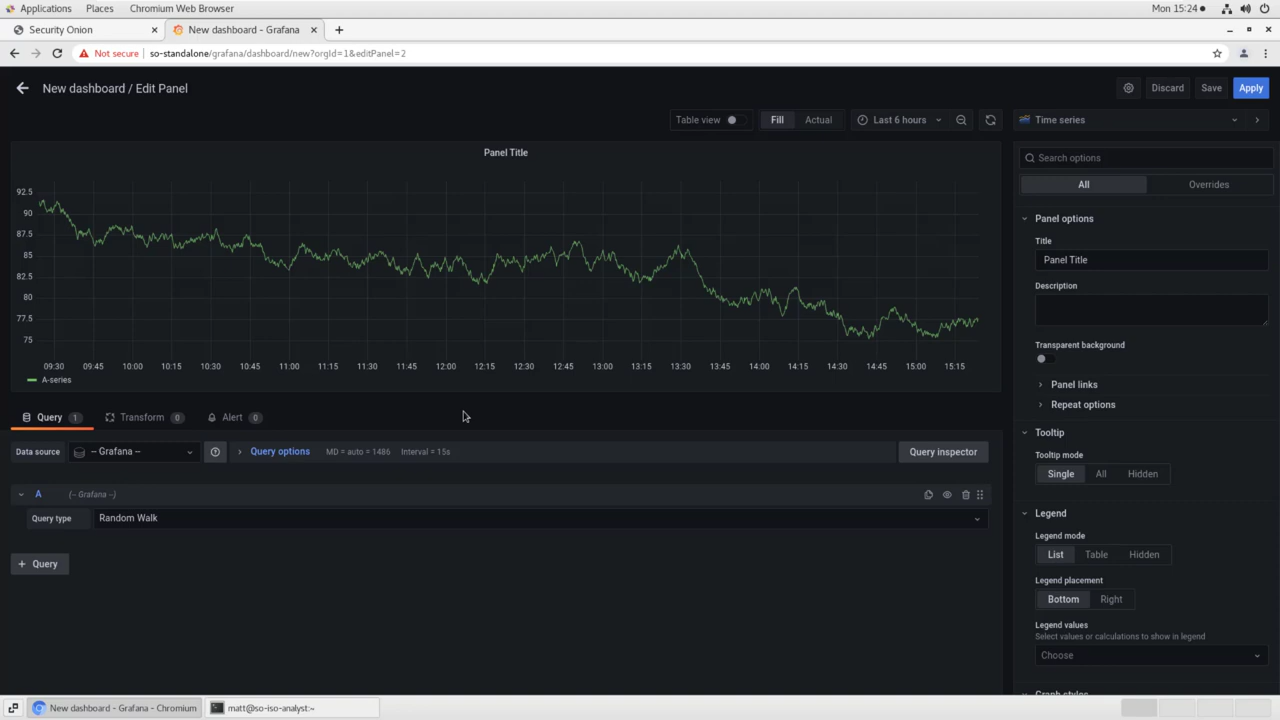 Applications Places Chromium Web Browser Mon 15:24
Security Onion New dashboard - Grafana
Not secure so-standalone/grafana/dashboard/new?orgId=1&editPanel=2
New dashboard / Edit Panel Discard Save Apply
Table view Fill Actual Last 6 hours Time series
Panel Title
Search options
All Overrides
92.5
90
87.5
85
82.5
80
77.5
75
09:30 09:45 10:00 10:15 10:30 10:45 11:00 11:15 11:30 11:45 12:00 12:15 12:30 12:45 13:00 13:15 13:30 13:45 14:00 14:15 14:30 14:45 15:00 15:15
A-series
Panel options
Title
Panel Title
Description
Transparent background
Panel links
Repeat options
Query 1 Transform 0 Alert 0
Data source -- Grafana -- Query options MD = auto = 1486 Interval = 15s Query inspector
A (-- Grafana --)
Query type Random Walk
+ Query
Tooltip
Tooltip mode
Single All Hidden
Legend
Legend mode
List Table Hidden
Legend placement
Bottom Right
Legend values
Select values or calculations to show in legend
Choose
Graph styles
New dashboard - Grafana - Chromium matt@so-iso-analyst:~